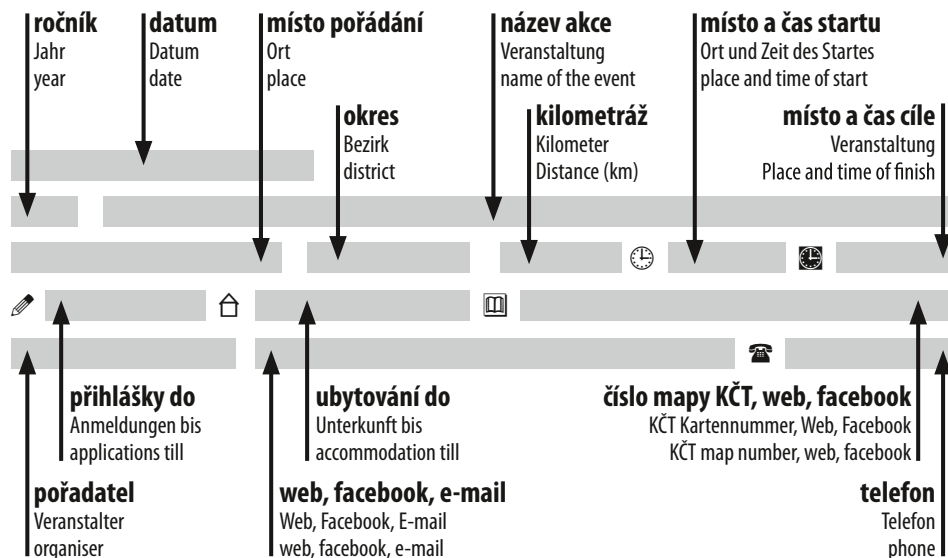 ročník
Jahr
year
datum
Datum
date
místo pořádání
Ort
place
název akce
Veranstaltung
name of the event
místo a čas startu
Ort und Zeit des Startes
place and time of start
okres
Bezirk
district
kilometráž
Kilometer
Distance (km)
místo a čas cíle
Veranstaltung
Place and time of finish
přihlášky do
Anmeldungen bis
applications till
ubytování do
Unterkunft bis
accommodation till
číslo mapy KČT, web, facebook
KČT Kartennummer, Web, Facebook
KČT map number, web, facebook
pořadatel
Veranstalter
organiser
web, facebook, e-mail
Web, Facebook, E-mail
web, facebook, e-mail
telefon
Telefon
phone